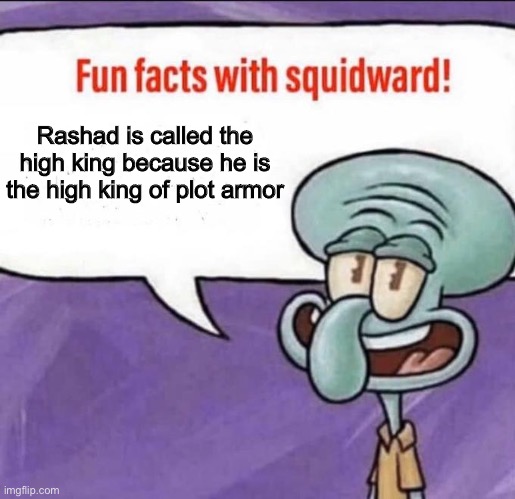 Fun facts with squidward!
Rashad is called the
high king because he is
the high king of plot armor
imgflip.com